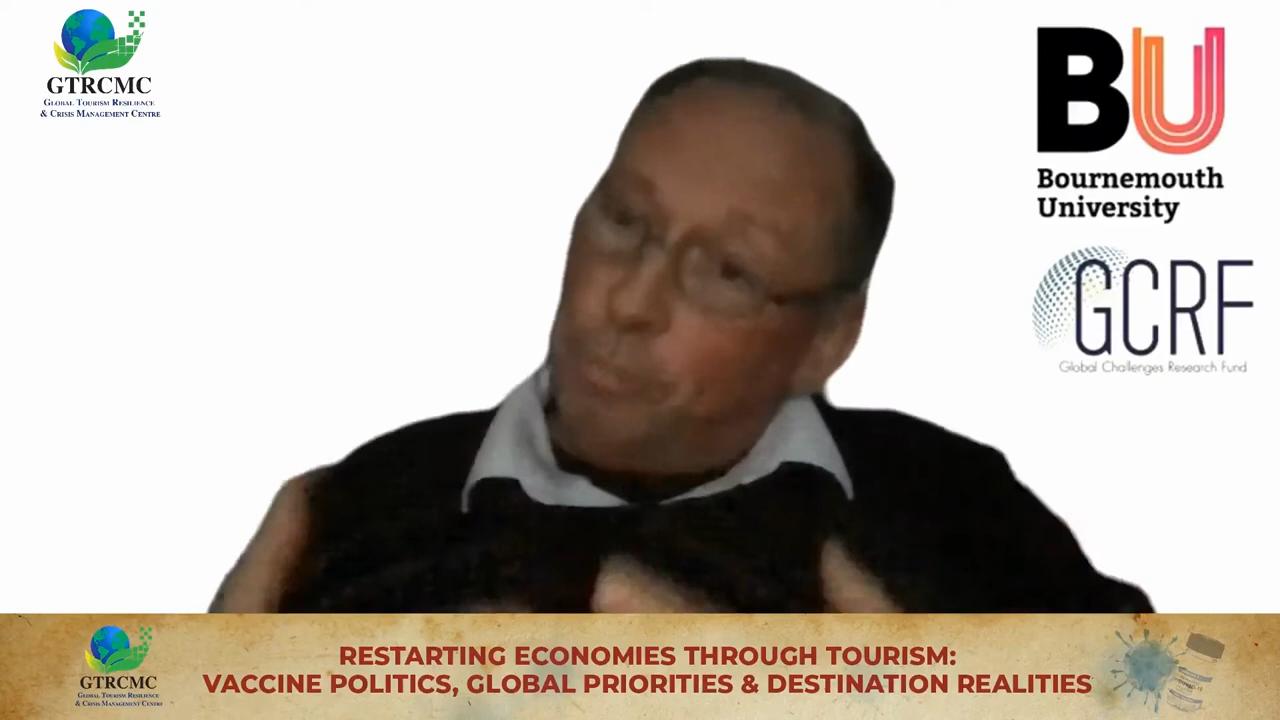 GTRCMC
GLOBAL TOURISM RESILIENCE
& CRISIS MANAGEMENT CENTRE
BU
Bournemouth
University
GCRF
Global Challenges Research Fund
GTRCMC
GLOBAL TOURISM RESILIENCE
& CRISIS MANAGEMENT CENTRE
RESTARTING ECONOMIES THROUGH TOURISM:
VACCINE POLITICS, GLOBAL PRIORITIES & DESTINATION REALITIES